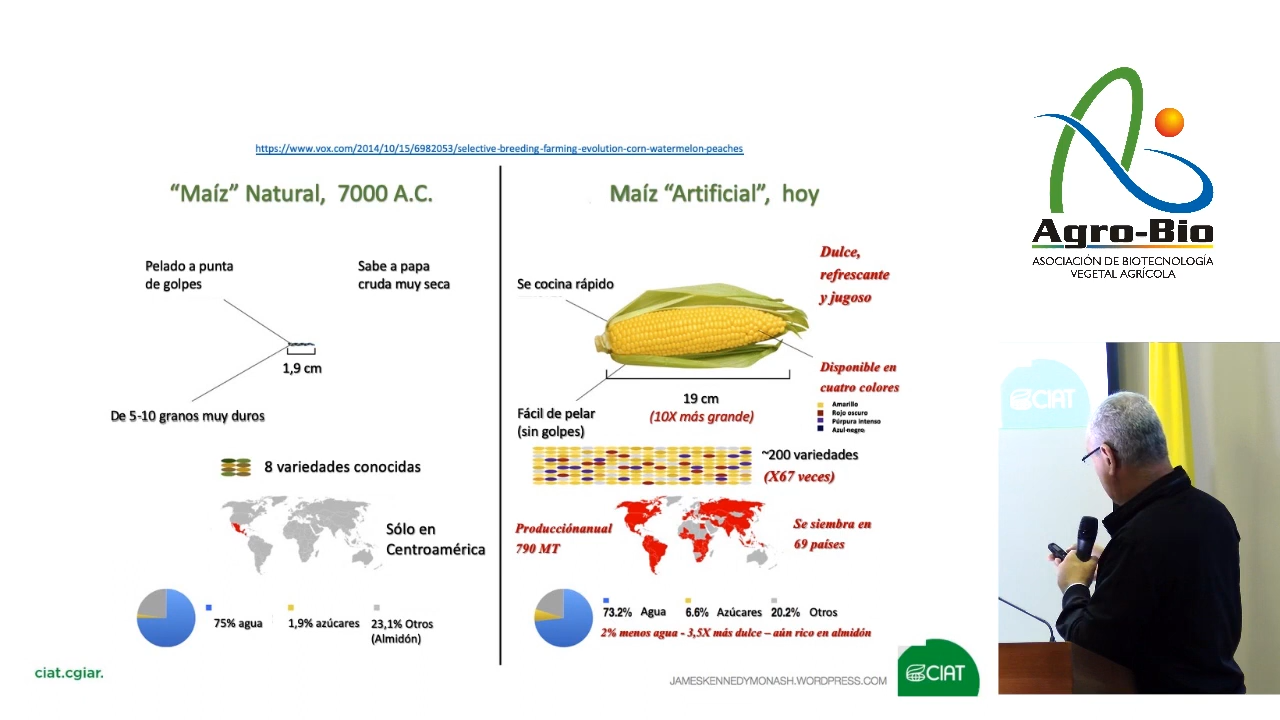 https://www.vox.com/2014/10/15/6982053/selective-breeding-farming-evolution-corn-watermelon-peaches
“Maíz” Natural, 7000 A.C.
Pelado a punta
de golpes
Sabe a papa
cruda muy seca
1,9 cm
De 5-10 granos muy duros
8 variedades conocidas
Sólo en
Centroamérica
75% agua
1,9% azúcares
23,1% Otros
(Almidón)
ciat.cgiar.
Maíz “Artificial”, hoy
Dulce,
refrescante
y jugoso
Se cocina rápido
Disponible en
cuatro colores
Amarillo
Rojo oscuro
Púrpura intenso
Azul-negro
19 cm
(10X más grande)
Fácil de pelar
(sin golpes)
~200 variedades
(X67 veces)
Producciónanual
790 MT
Se siembra en
69 países
73.2% Agua
6.6% Azúcares
20.2% Otros
2% menos agua - 3,5X más dulce – aún rico en almidón
JAMESKENNEDYMONASH.WORDPRESS.COM
CIAT
Agro-Bio
ASOCIACIÓN DE BIOTECNOLOGÍA
VEGETAL AGRÍCOLA
CIAT